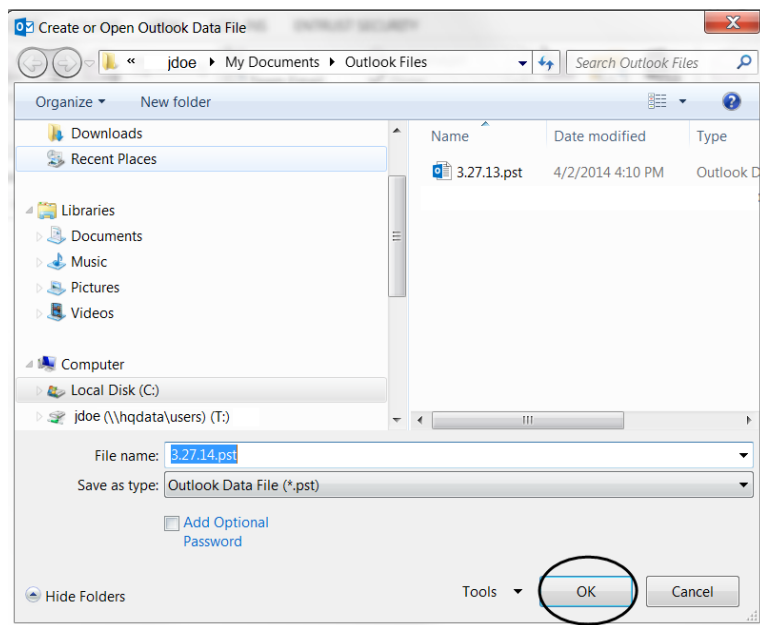 Create or Open Outlook Data File
ENTRUST SECURITY
« jdoe My Documents Outlook Files Search Outlook Files
Organize New folder
Downloads
Recent Places
Libraries
Documents
Music
Pictures
Videos
Computer
Local Disk (C:)
jdoe (\\hqdata\users) (T:)
Name Date modified Type
3.27.13.pst 4/2/2014 4:10 PM Outlook D
File name: 3.27.14.pst
Save as type: Outlook Data File (*.pst)
Add Optional
Password
Hide Folders
Tools OK Cancel